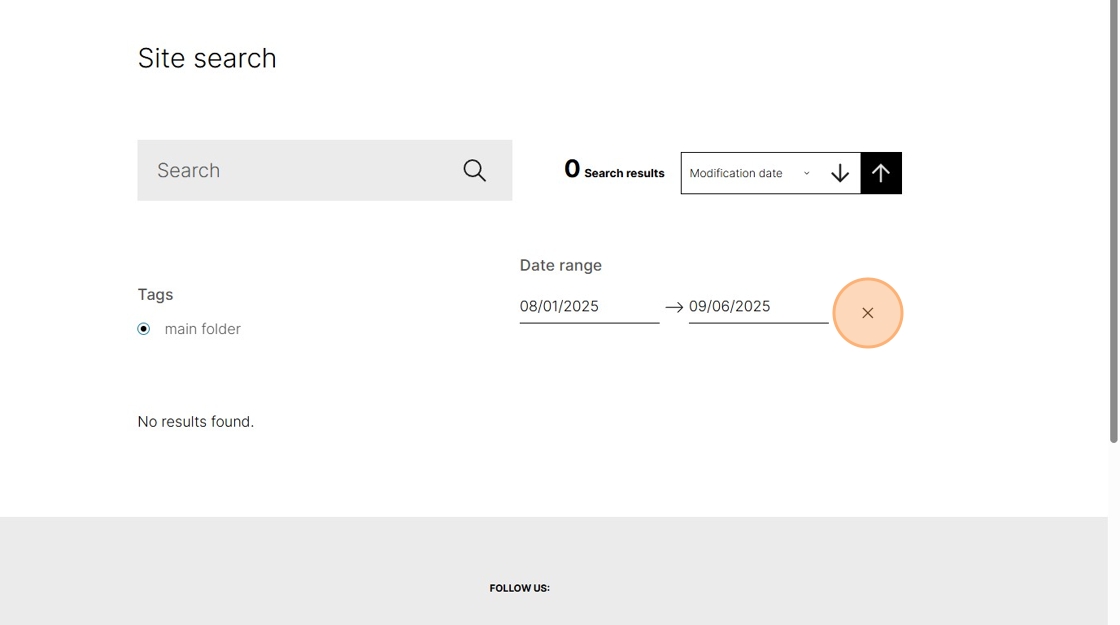 Site search
Search
0 Search results
Modification date
Date range
Tags
08/01/2025
09/06/2025
main folder
No results found.
FOLLOW US: